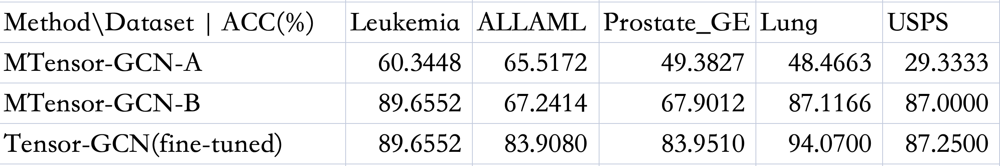 Method\Dataset | ACC(%) Leukemia ALLAML Prostate_GE Lung USPS
MTensor-GCN-A 60.3448 65.5172 49.3827 48.4663 29.3333
MTensor-GCN-B 89.6552 67.2414 67.9012 87.1166 87.0000
Tensor-GCN(fine-tuned) 89.6552 83.9080 83.9510 94.0700 87.2500